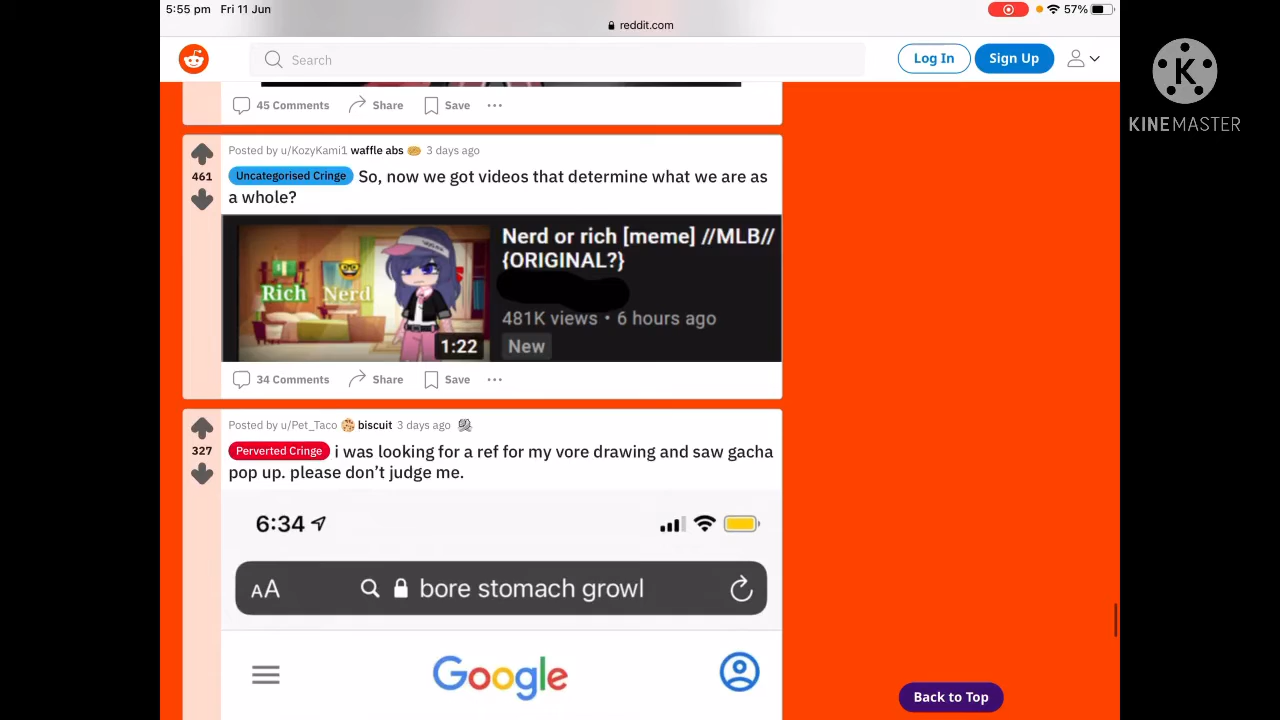 5:55 pm Fri 11 Jun
57%
reddit.com
Search
Log In
Sign Up
K
KINEMASTER
45 Comments Share Save
Posted by u/KozyKami1 waffle abs 3 days ago
461
Uncategorised Cringe So, now we got videos that determine what we are as
a whole?
Rich Nerd
1:22
Nerd or rich [meme] //MLB//
{ORIGINAL?}
481K views • 6 hours ago
New
34 Comments Share Save
Posted by u/Pet_Taco biscuit 3 days ago
327
Perverted Cringe i was looking for a ref for my vore drawing and saw gacha
pop up. please don’t judge me.
6:34
AA bore stomach growl
Google
Back to Top